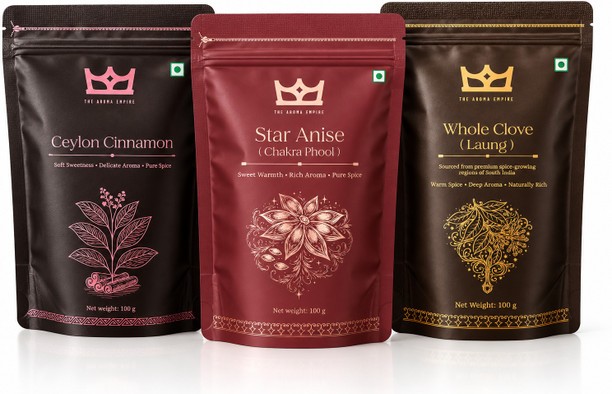 THE AROMA EMPIRE
Ceylon Cinnamon
Soft Sweetness • Delicate Aroma • Pure Spice
Net weight: 100 g
THE AROMA EMPIRE
Star Anise
( Chakra Phool )
Sweet Warmth • Rich Aroma • Pure Spice
Net weight: 100 g
THE AROMA EMPIRE
Whole Clove
( Laung )
Sourced from premium spice-growing
regions of South India
Warm Spice • Deep Aroma • Naturally Rich
Net weight: 100 g